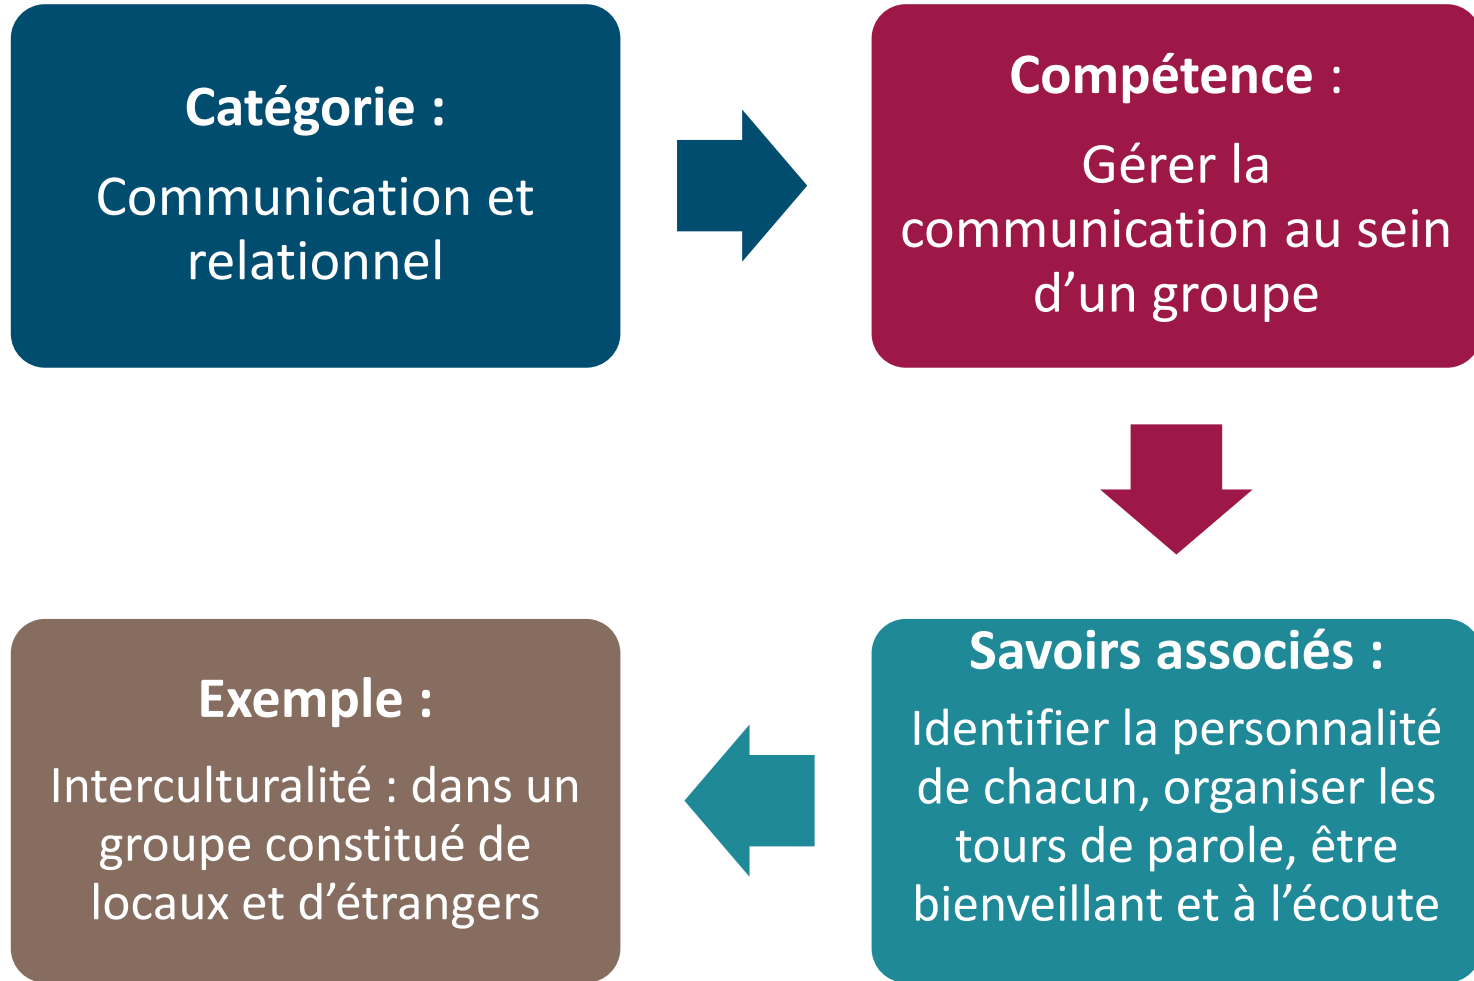 Catégorie :
Communication et
relationnel
Compétence :
Gérer la
communication au sein
d’un groupe
Savoirs associés :
Identifier la personnalité
de chacun, organiser les
tours de parole, être
bienveillant et à l’écoute
Exemple :
Interculturalité : dans un
groupe constitué de
locaux et d’étrangers